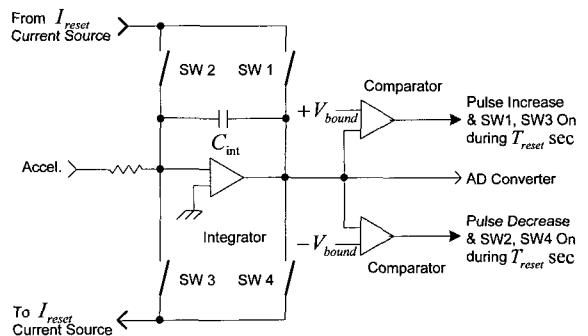 From I_reset
Current Source
SW 2
SW 1
Comparator
+V_bound
Pulse Increase
& SW1, SW3 On
during T_reset sec
C_int
Accel.
AD Converter
Integrator
-V_bound
Pulse Decrease
& SW2, SW4 On
during T_reset sec
Comparator
SW 3
SW 4
To I_reset
Current Source